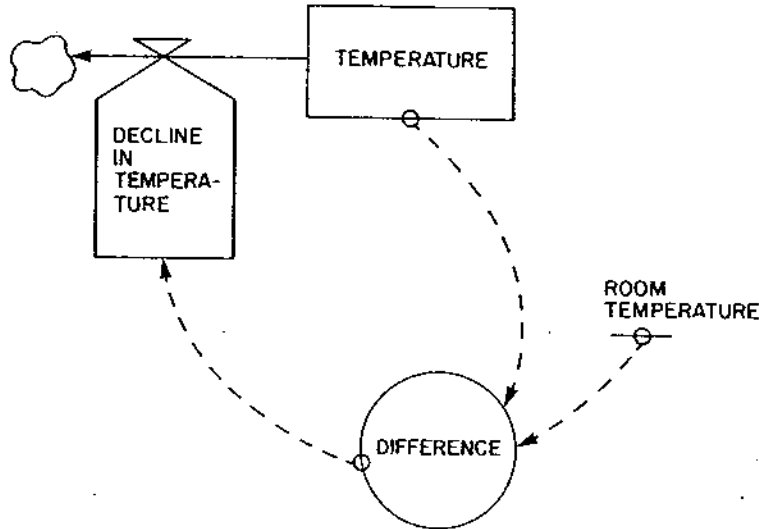 TEMPERATURE
DECLINE
IN
TEMPERA-
TURE
ROOM
TEMPERATURE
DIFFERENCE